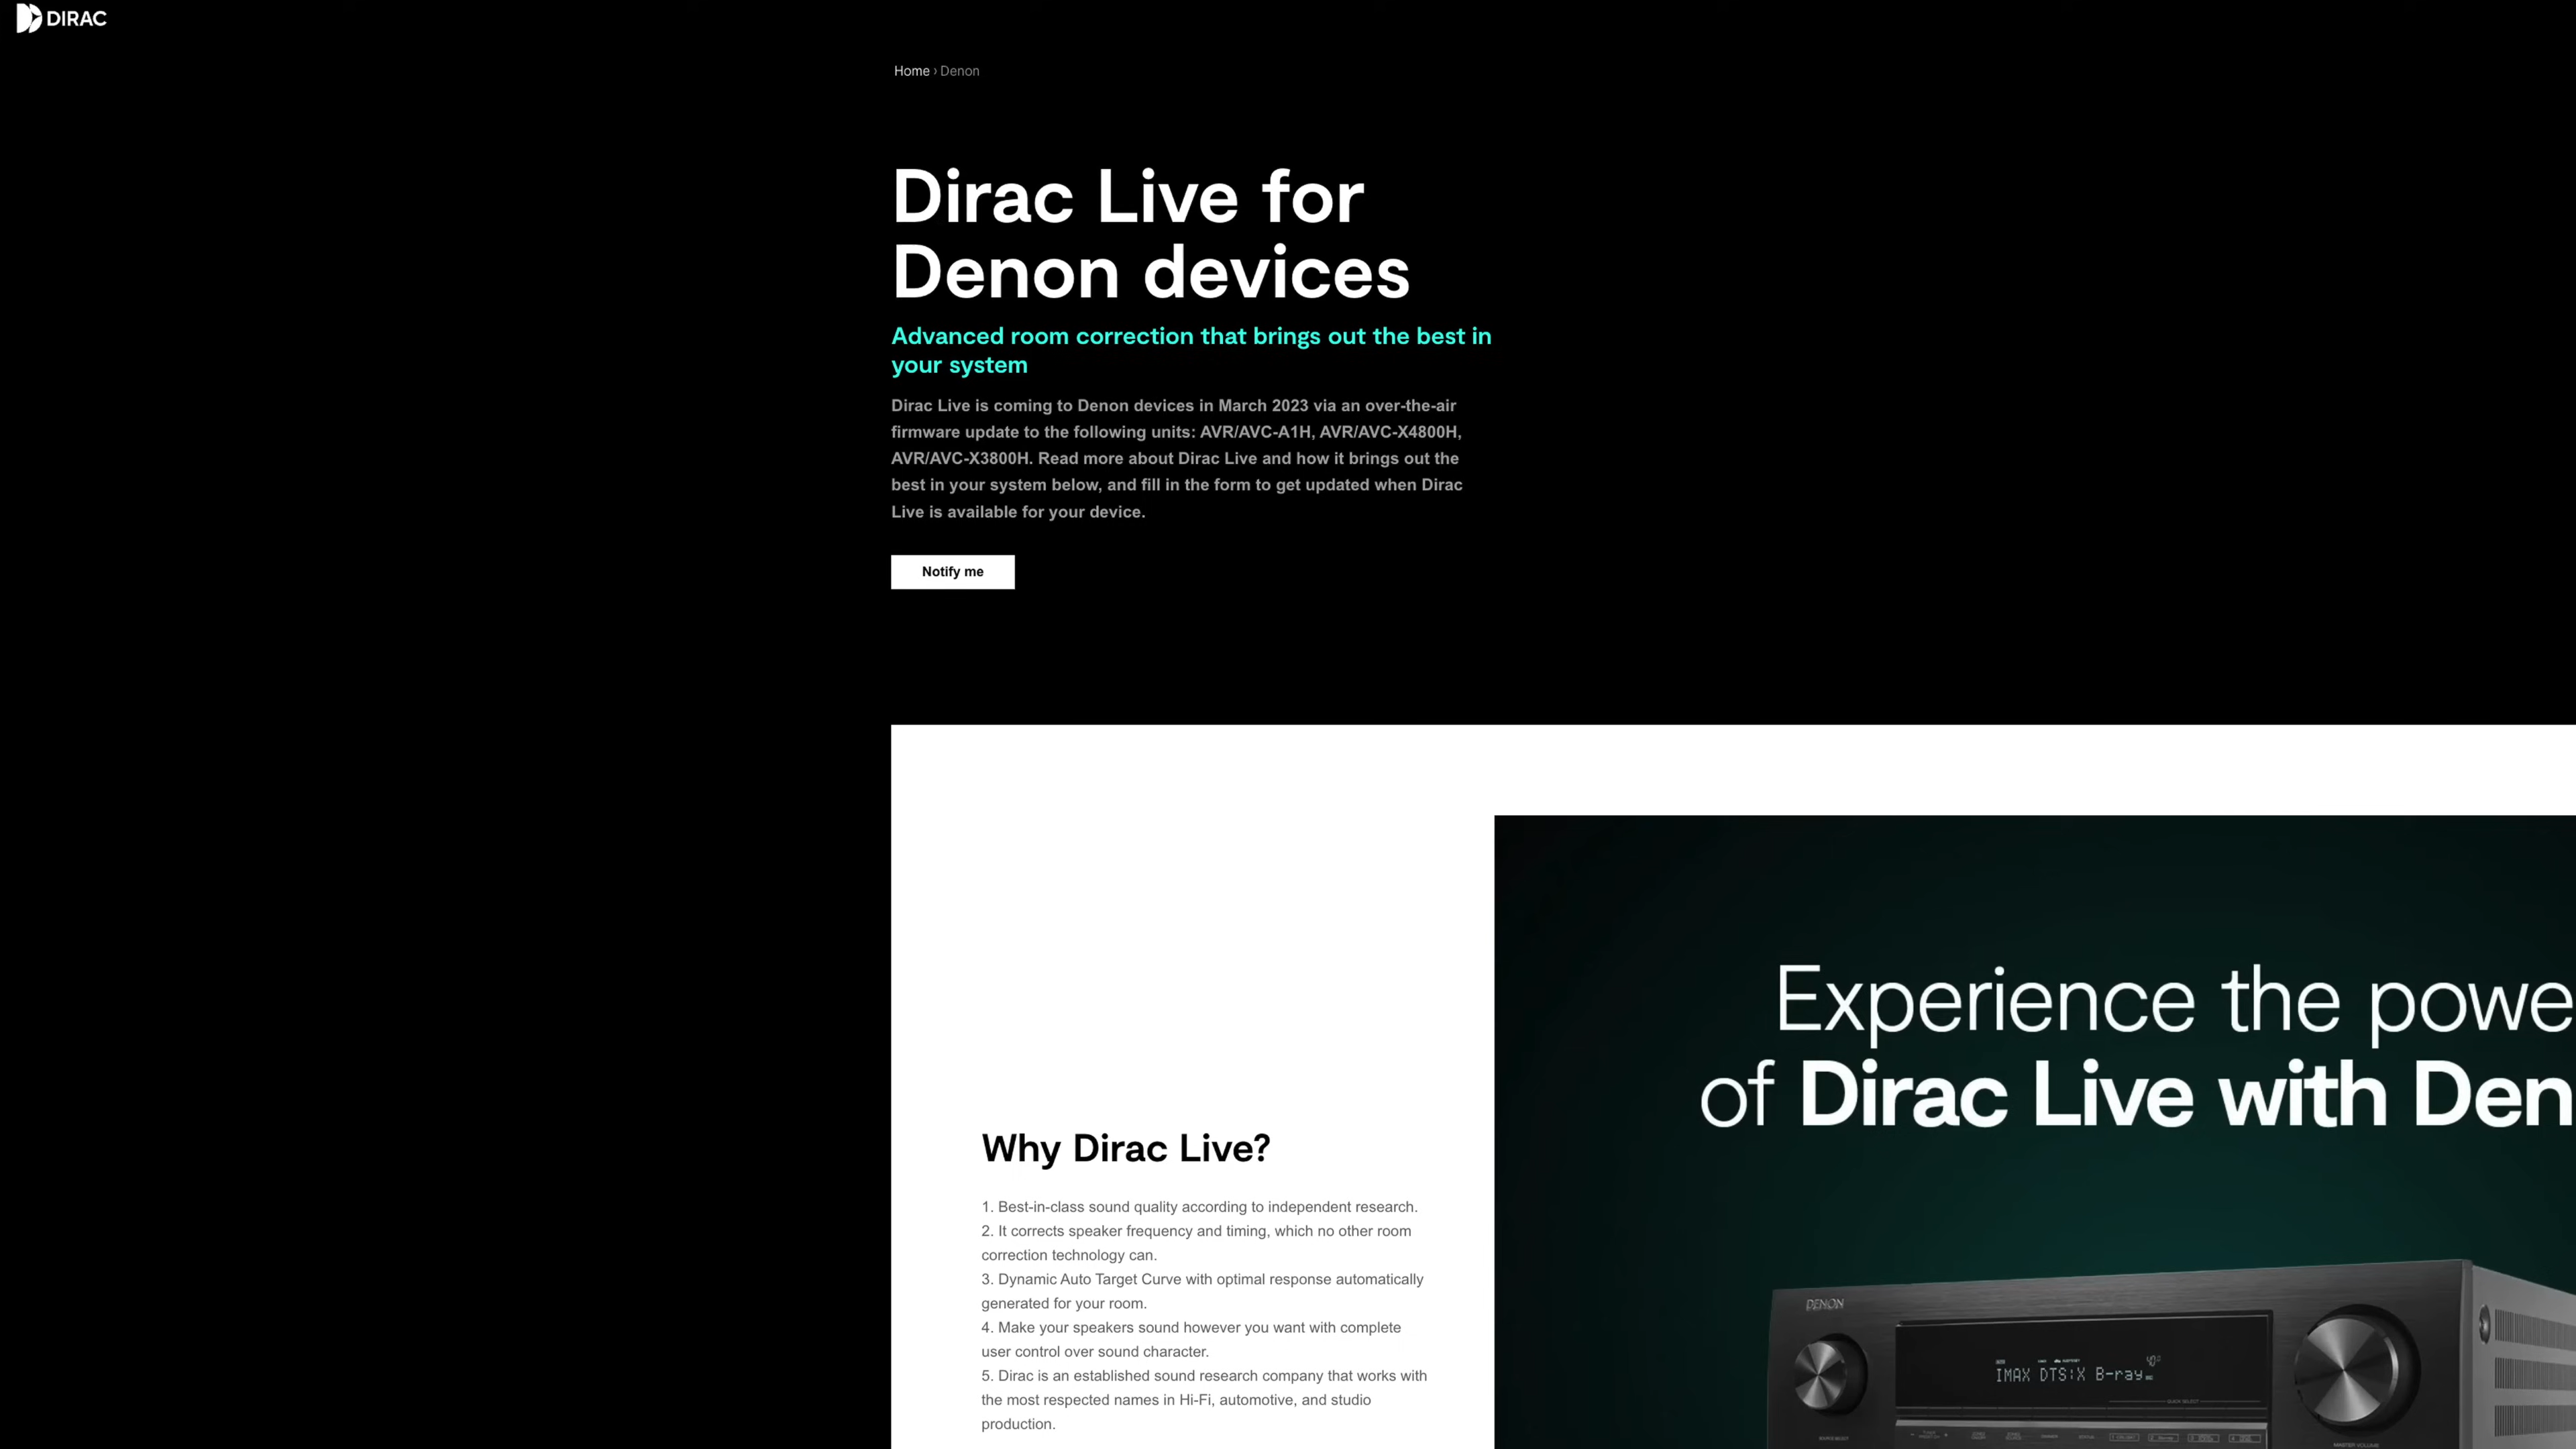 DIRAC
Home › Denon
Dirac Live for
Denon devices
Advanced room correction that brings out the best in
your system
Dirac Live is coming to Denon devices in March 2023 via an over-the-air
firmware update to the following units: AVR/AVC-A1H, AVR/AVC-X4800H,
AVR/AVC-X3800H. Read more about Dirac Live and how it brings out the
best in your system below, and fill in the form to get updated when Dirac
Live is available for your device.
Notify me
Experience the powe
of Dirac Live with Den
Why Dirac Live?
1. Best-in-class sound quality according to independent research.
2. It corrects speaker frequency and timing, which no other room
correction technology can.
3. Dynamic Auto Target Curve with optimal response automatically
generated for your room.
4. Make your speakers sound however you want with complete
user control over sound character.
5. Dirac is an established sound research company that works with
the most respected names in Hi-Fi, automotive, and studio
production.
DENON
IMAX DTS:X B-ray
QUICK SELECT
MASTER VOLUME